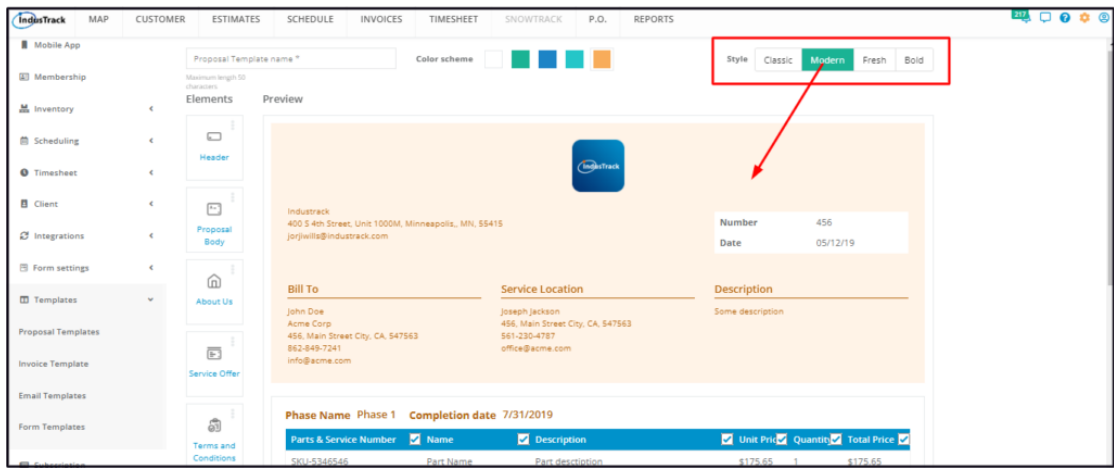 IndusTrack MAP CUSTOMER ESTIMATES SCHEDULE INVOICES TIMESHEET SNOWTRACK P.O. REPORTS 217
Mobile App
Membership
Inventory
Scheduling
Timesheet
Client
Integrations
Form settings
Templates
Proposal Templates
Invoice Template
Email Templates
Form Templates
Subscription
Proposal Template name *
Maximum length 50
characters
Color scheme
Style Classic Modern Fresh Bold
Elements
Header
Proposal
Body
About Us
Service Offer
Terms and
Conditions
Preview
IndusTrack
Industreck
400 S 4th Street, Unit 1000M, Minneapolis,, MN, 55415
jorjiwills@industrack.com
Number 456
Date 05/12/19
Bill To
John Doe
Acme Corp
456, Main Street City, CA, 547563
862-849-7241
info@acme.com
Service Location
Joseph Jackson
456, Main Street City, CA, 547563
561-230-4787
office@acme.com
Description
Some description
Phase Name Phase 1 Completion date 7/31/2019
Parts & Service Number Name Description Unit Pric Quantity Total Price
SKU-5346546 Part Name Part desctiption $175.65 1 $175.65